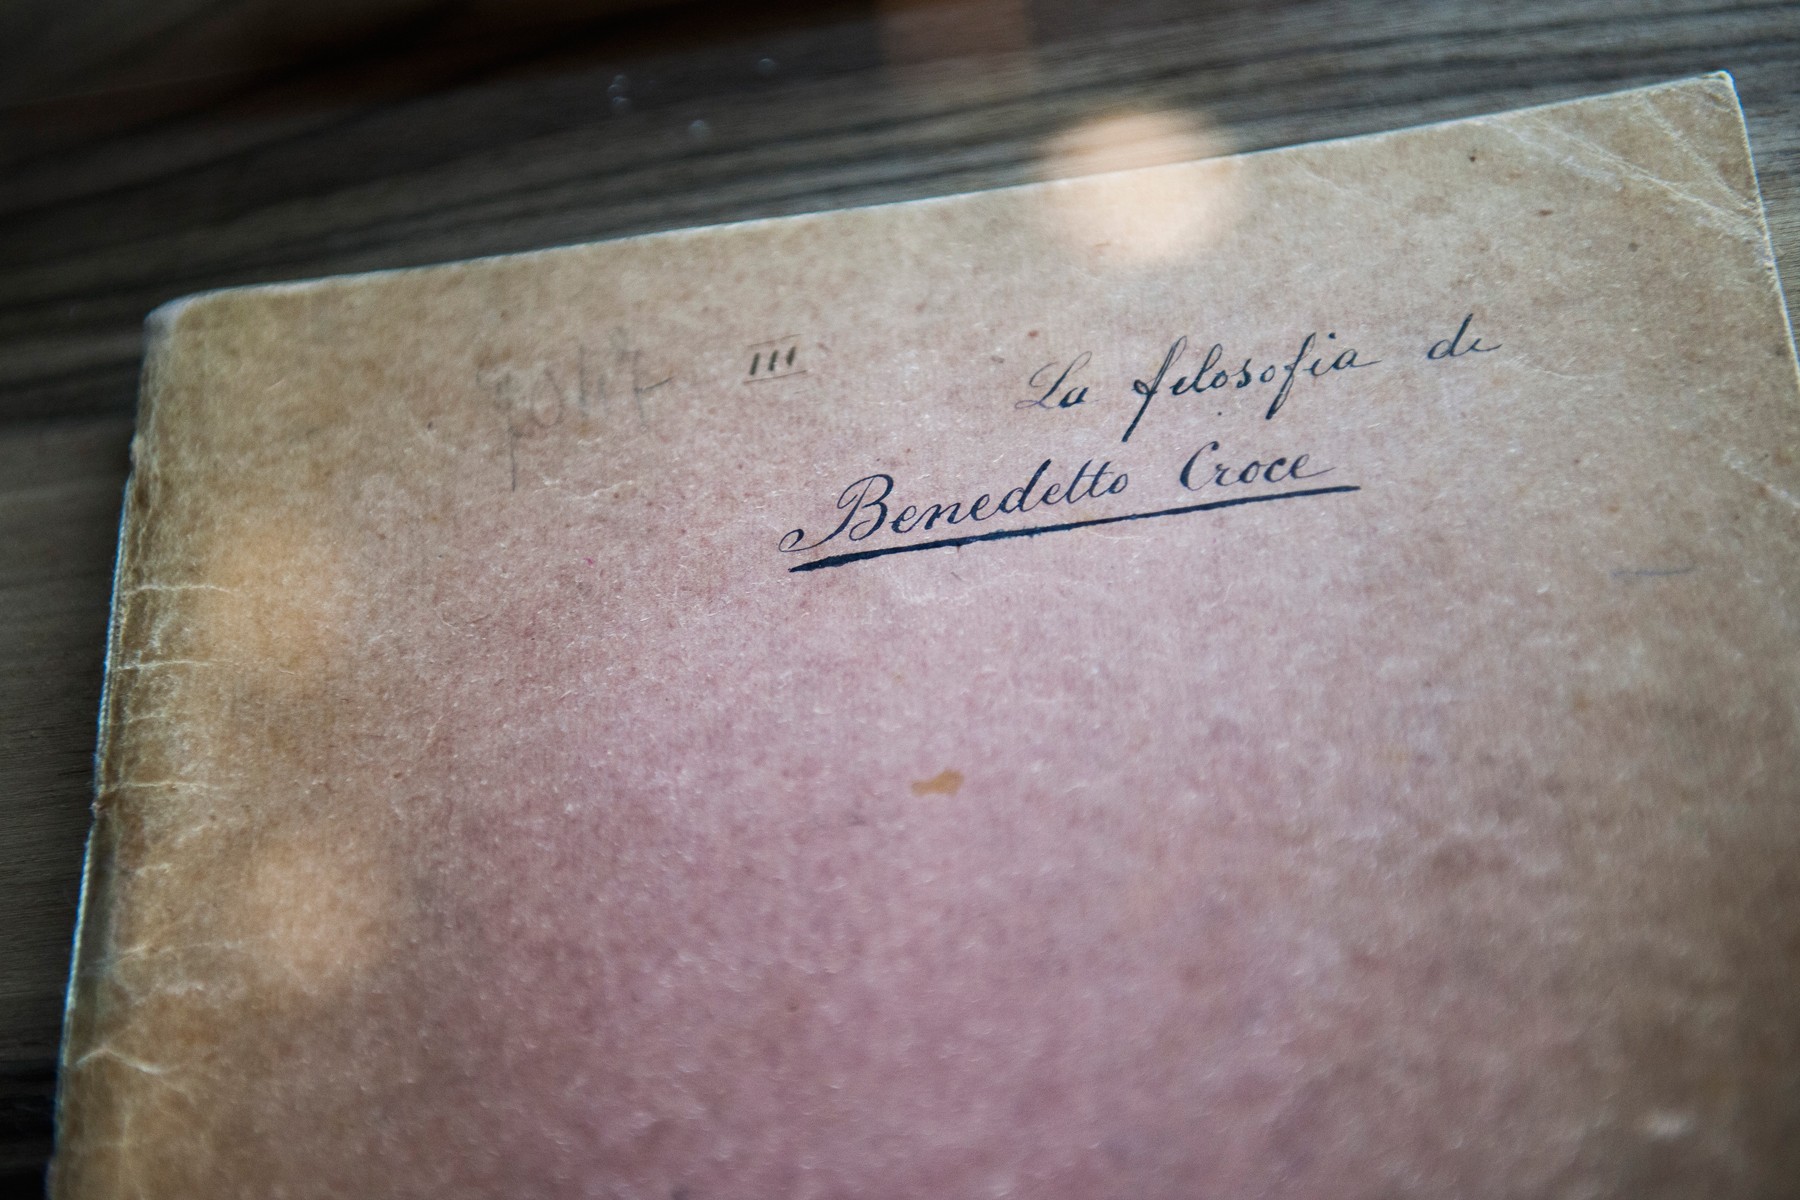 III
La filosofia di
Benedetto Croce